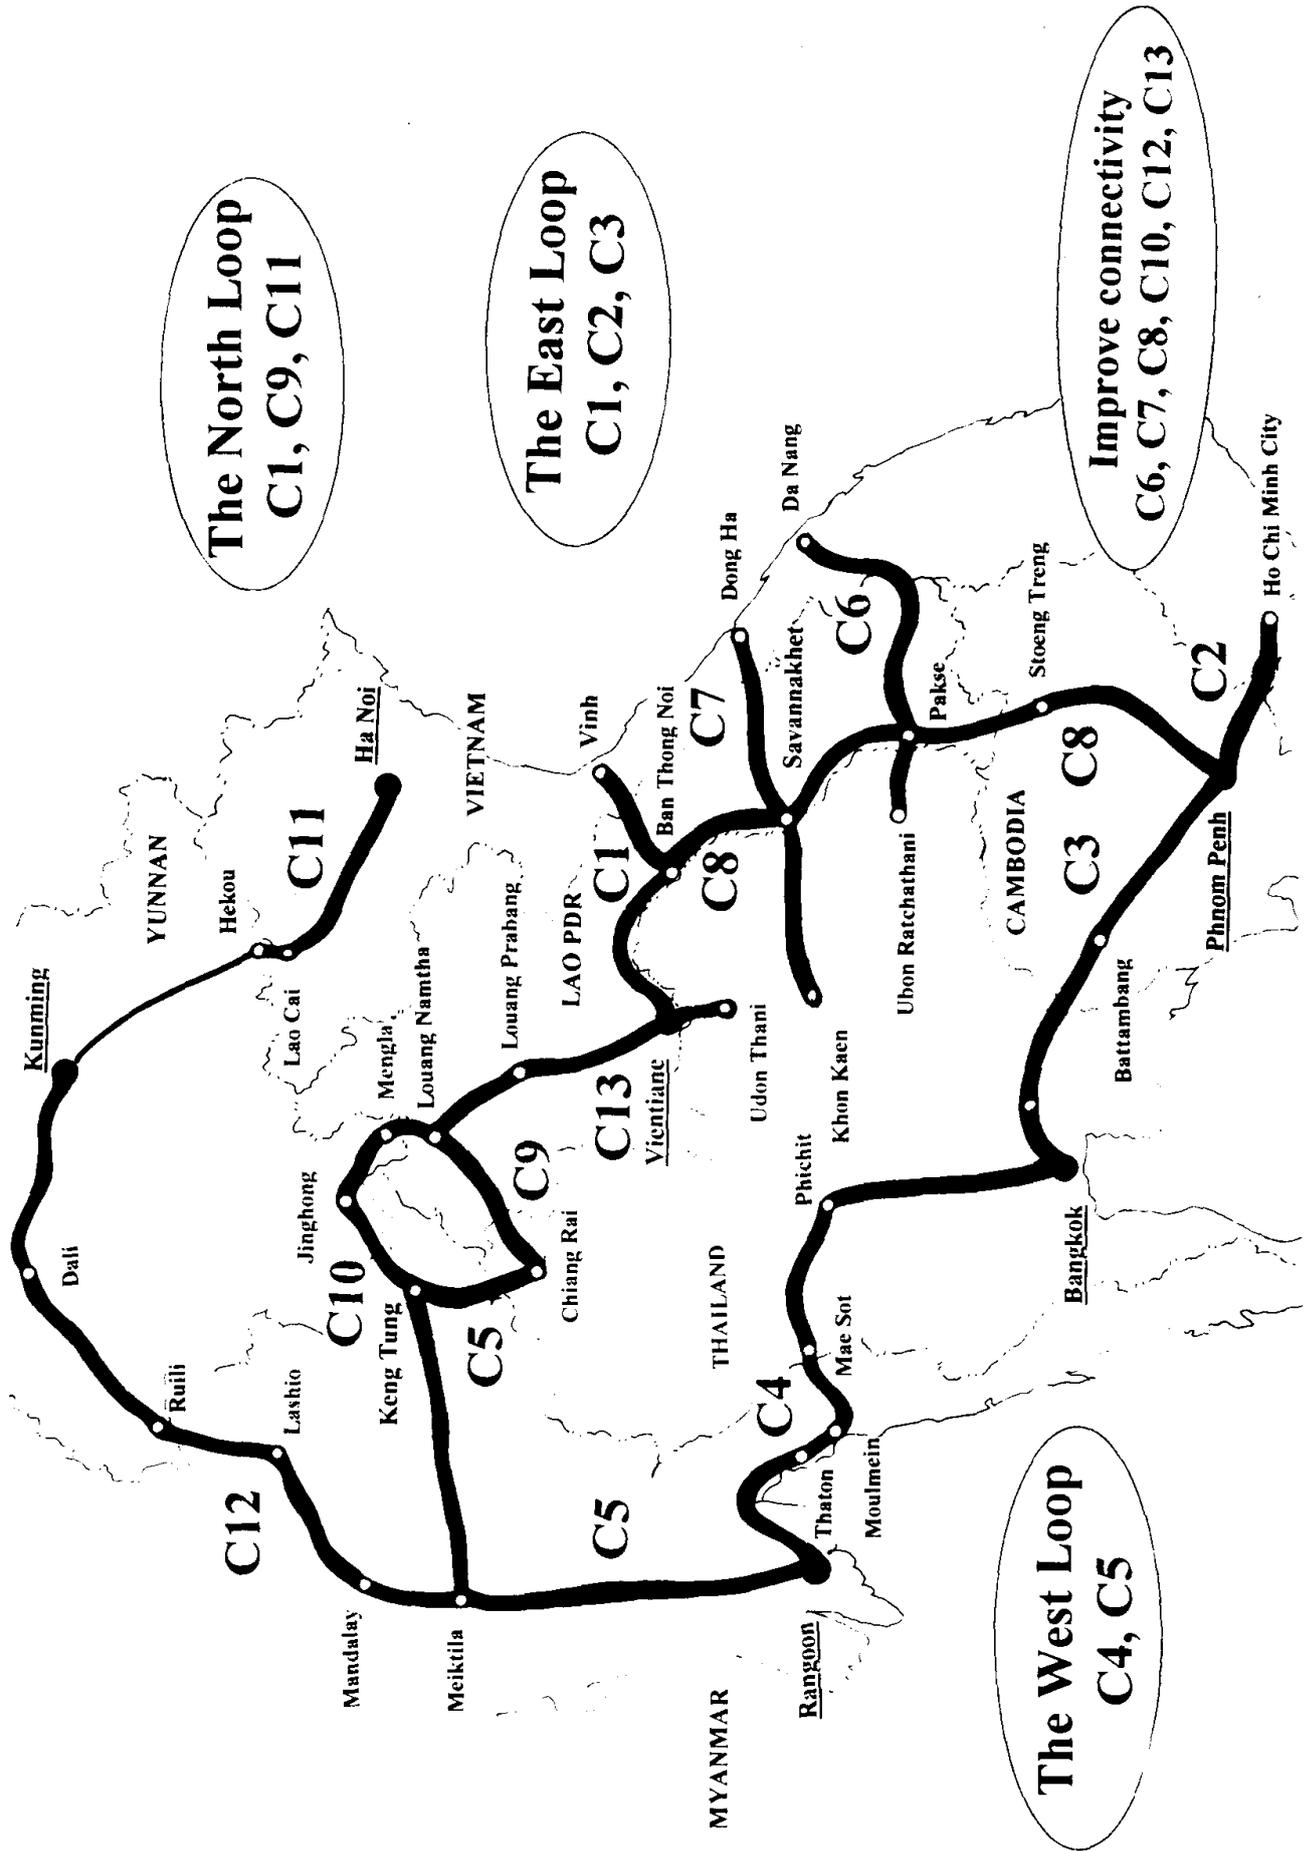 The North Loop
C1, C9, C11
The East Loop
C1, C2, C3
Improve connectivity
C6, C7, C8, C10, C12, C13
The West Loop
C4, C5
Kunming
YUNNAN
Hekou
Dali
Ruili
Lashio
C12
Mandalay
Meiktila
Lao Cai
C11
Ha Noi
Jinghong
Mengla
Louang Namtha
C10
Keng Tung
C5
C9
Chiang Rai
Louang Prabang
VIETNAM
LAO PDR
C13
Vientiane
C1
Vinh
Ban Thong Noi
C8
C7
Dong Ha
Da Nang
Savannakhet
C6
Udon Thani
Khon Kaen
Pakse
Ubon Ratchathani
Stoeng Treng
C5
MYANMAR
Rangoon
Thaton
Moulmein
C4
Mae Sot
THAILAND
Phichit
Bangkok
CAMBODIA
Battambang
C3
C8
Phnom Penh
C2
Ho Chi Minh City